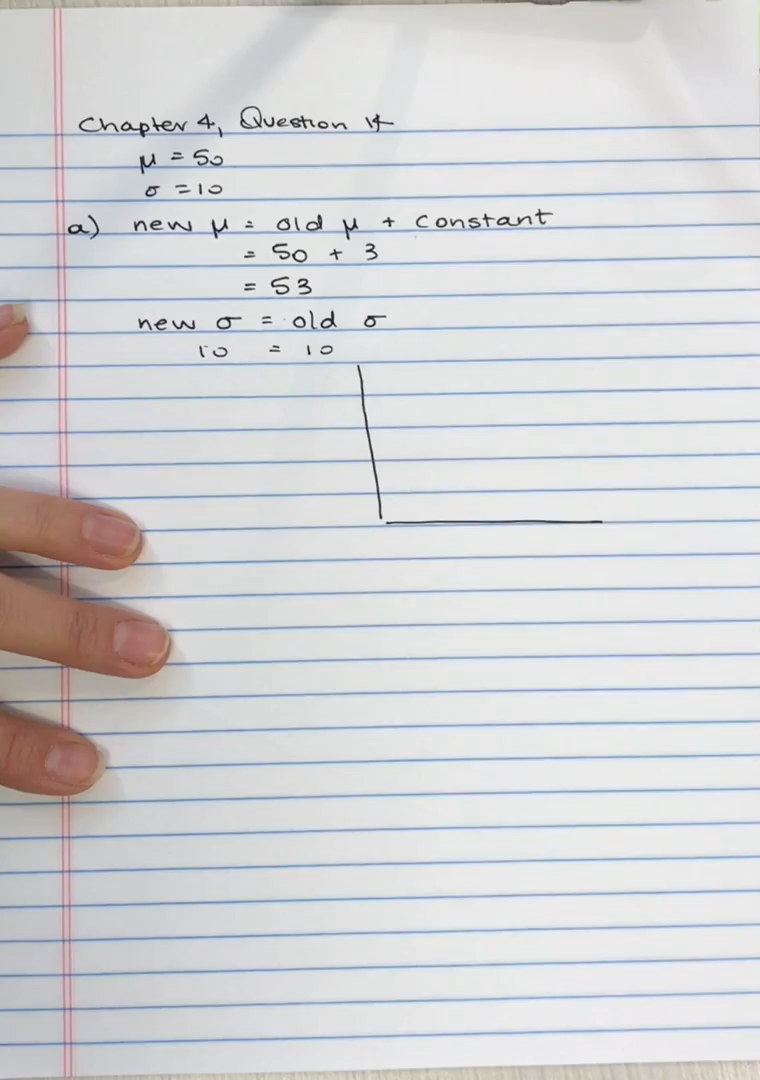 Chapter 4, Question 14
μ = 50
σ = 10
a) new μ = old μ + constant
= 50 + 3
= 53
new σ = old σ
10 = 10